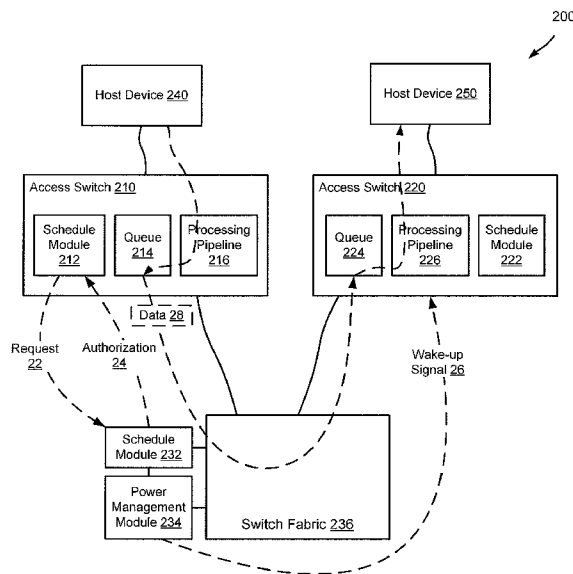 200
Host Device 240
Host Device 250
Access Switch 210
Schedule
Module
212
Queue
214
Processing
Pipeline
216
Access Switch 220
Queue
224
Processing
Pipeline
226
Schedule
Module
222
Data 28
Request
22
Authorization
24
Wake-up
Signal 26
Schedule
Module 232
Power
Management
Module 234
Switch Fabric 236